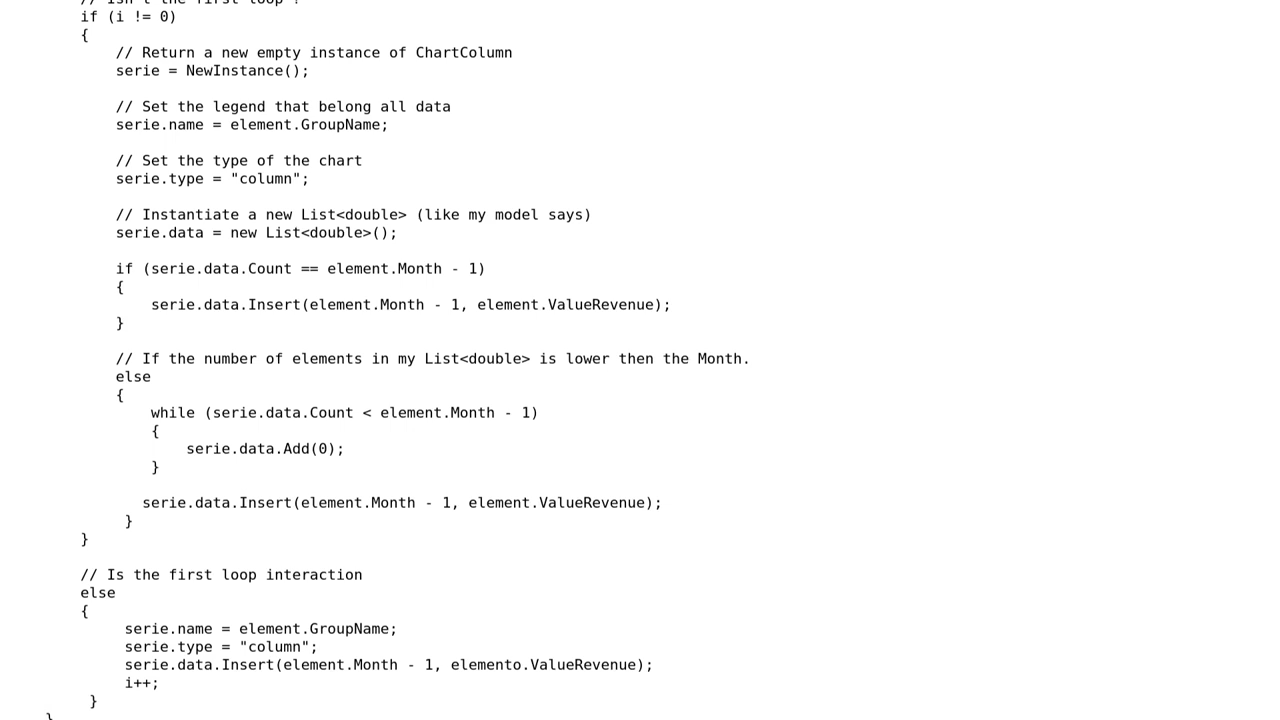 // Isn't the first loop ?
if (i != 0)
{
// Return a new empty instance of ChartColumn
serie = NewInstance();
// Set the legend that belong all data
serie.name = element.GroupName;
// Set the type of the chart
serie.type = "column";
// Instantiate a new List<double> (like my model says)
serie.data = new List<double>();
if (serie.data.Count == element.Month - 1)
{
serie.data.Insert(element.Month - 1, element.ValueRevenue);
}
// If the number of elements in my List<double> is lower then the Month.
else
{
while (serie.data.Count < element.Month - 1)
{
serie.data.Add(0);
}
serie.data.Insert(element.Month - 1, element.ValueRevenue);
}
}
// Is the first loop interaction
else
{
serie.name = element.GroupName;
serie.type = "column";
serie.data.Insert(element.Month - 1, elemento.ValueRevenue);
i++;
}
}